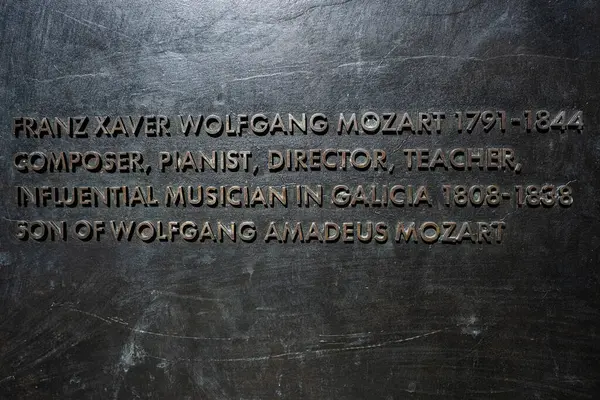 FRANZ XAVER WOLFGANG MOZART 1791-1844
COMPOSER, PIANIST, DIRECTOR, TEACHER,
INFLUENTIAL MUSICIAN IN GALICIA 1808-1838
SON OF WOLFGANG AMADEUS MOZART